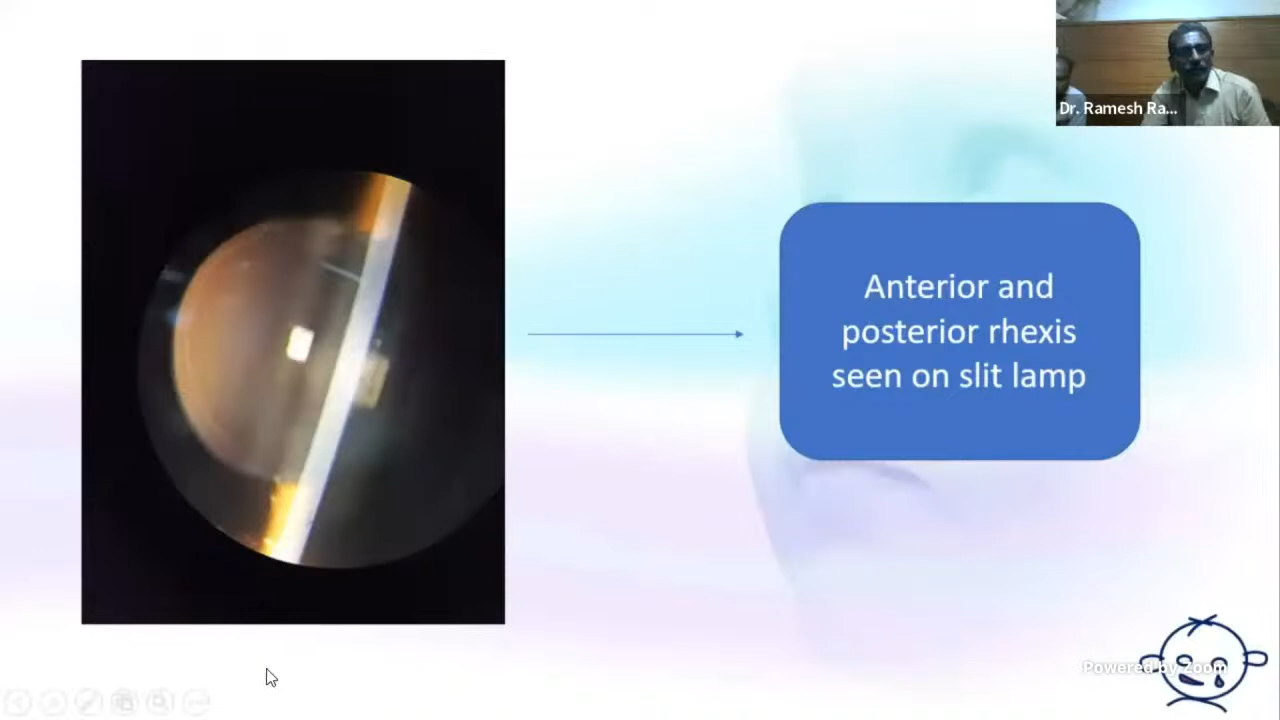 Dr. Ramesh Ra...
Anterior and
posterior rhexis
seen on slit lamp
Powered by Zoom